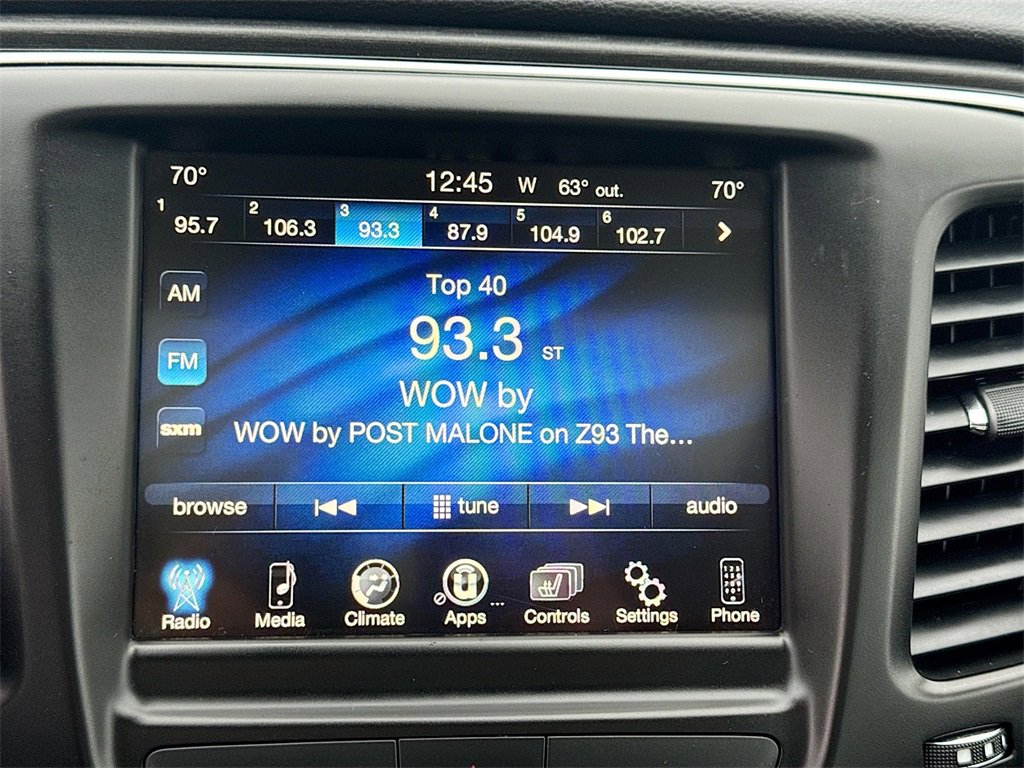 70° 12:45 W 63° out. 70°
1 95.7 2 106.3 3 93.3 4 87.9 5 104.9 6 102.7
Top 40
AM
93.3 ST
FM
WOW by
sxm
WOW by POST MALONE on Z93 The...
browse tune audio
Radio Media Climate Apps... Controls Settings Phone